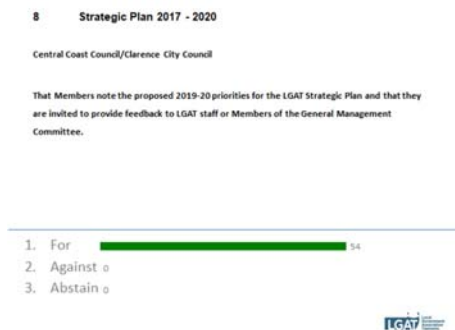 8 Strategic Plan 2017 - 2020
Central Coast Council/Clarence City Council
That Members note the proposed 2019-20 priorities for the LGAT Strategic Plan and that they
are invited to provide feedback to LGAT staff or Members of the General Management
Committee.
1. For 54
2. Against 0
3. Abstain 0
LGAT